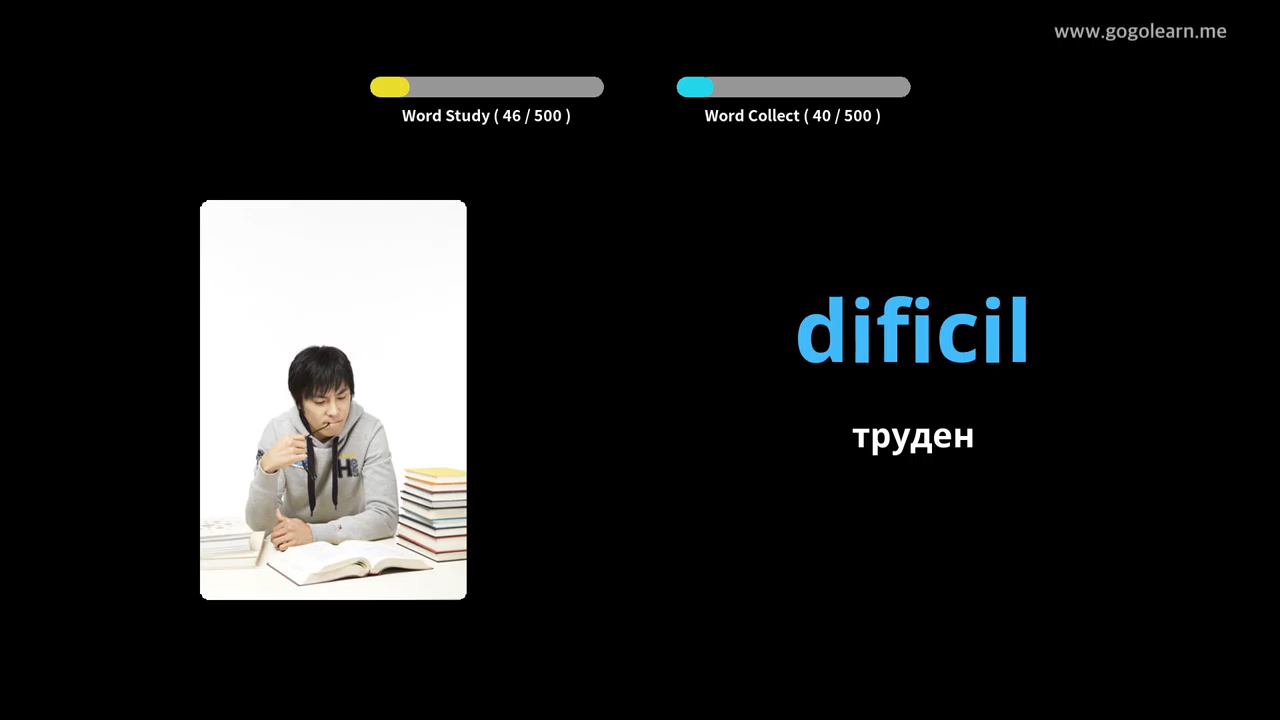 www.gogolearn.me
Word Study ( 46 / 500 )
Word Collect ( 40 / 500 )
dificil
труден
H